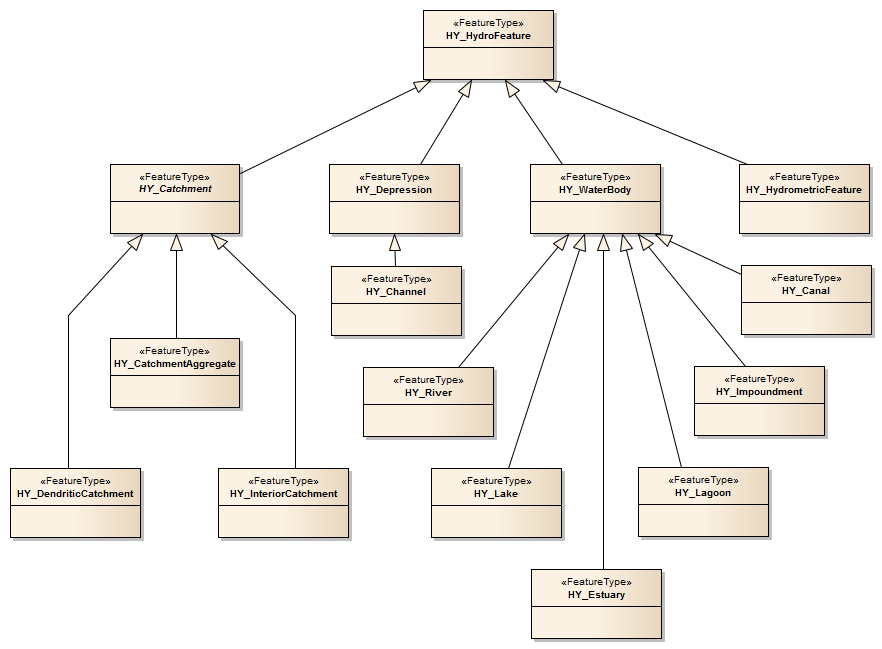 «FeatureType»
HY_HydroFeature
«FeatureType»
HY_Catchment
«FeatureType»
HY_Depression
«FeatureType»
HY_WaterBody
«FeatureType»
HY_HydrometricFeature
«FeatureType»
HY_Channel
«FeatureType»
HY_Canal
«FeatureType»
HY_CatchmentAggregate
«FeatureType»
HY_River
«FeatureType»
HY_Impoundment
«FeatureType»
HY_DendriticCatchment
«FeatureType»
HY_InteriorCatchment
«FeatureType»
HY_Lake
«FeatureType»
HY_Lagoon
«FeatureType»
HY_Estuary